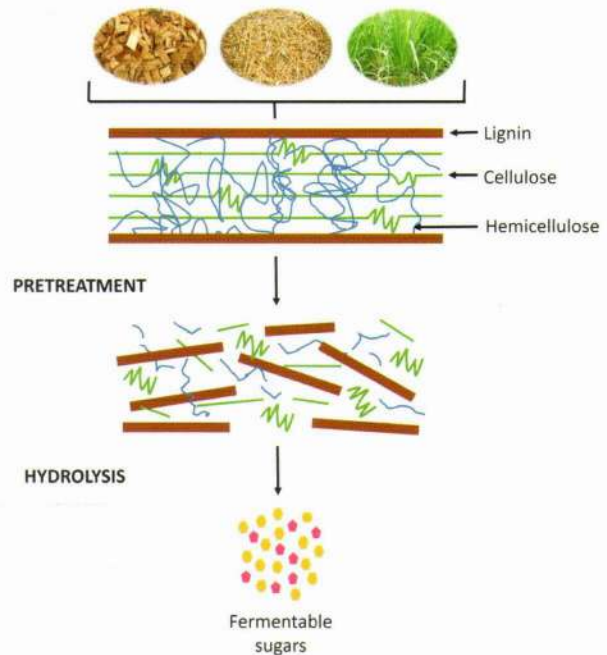 Lignin
Cellulose
Hemicellulose
PRETREATMENT
HYDROLYSIS
Fermentable
sugars